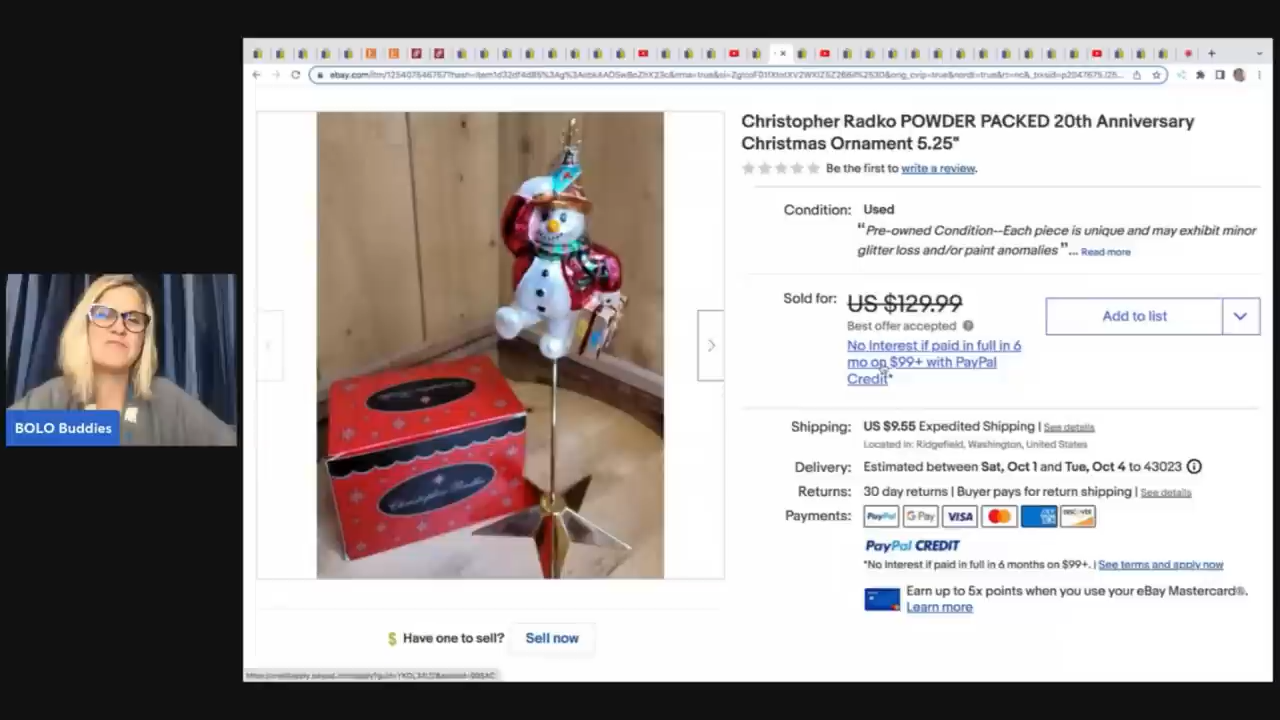 Christopher Radko POWDER PACKED 20th Anniversary
Christmas Ornament 5.25"
Be the first to write a review.
Condition: Used
“Pre-owned Condition--Each piece is unique and may exhibit minor
glitter loss and/or paint anomalies ”... Read more
Sold for: US $129.99
Best offer accepted
Add to list
No Interest if paid in full in 6
mo on $99+ with PayPal
Credit*
Shipping: US $9.55 Expedited Shipping | See details
Located in: Ridgefield, Washington, United States
Delivery: Estimated between Sat, Oct 1 and Tue, Oct 4 to 43023
Returns: 30 day returns | Buyer pays for return shipping | See details
Payments: PayPal G Pay VISA
DISCOVER
PayPal CREDIT
*No Interest if paid in full in 6 months on $99+. | See terms and apply now
Earn up to 5x points when you use your eBay Mastercard®.
Learn more
$ Have one to sell? Sell now
BOLO Buddies
Christopher Radko